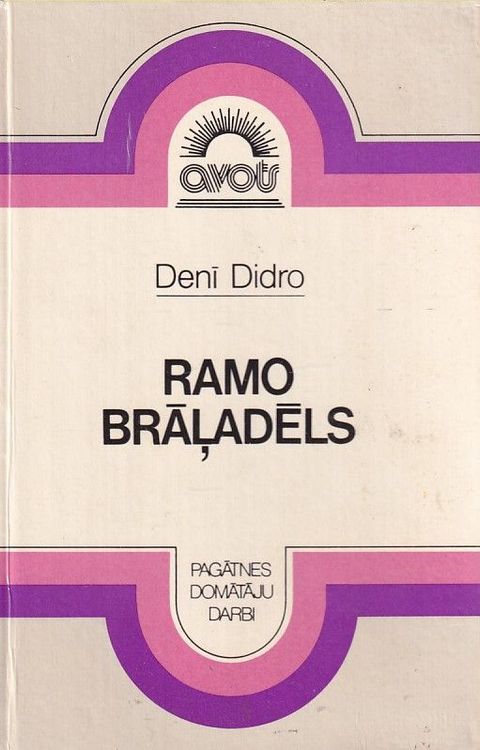 avots
Denī Didro
RAMO
BRĀĻADĒLS
PAGĀTNES
DOMĀTĀJU
DARBI